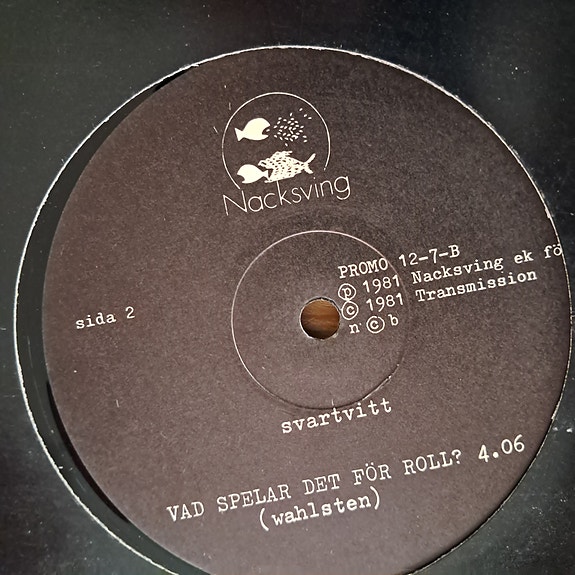 Nacksving
PROMO 12-7-B
ⓟ 1981 Nacksving ek fö
ⓒ 1981 Transmission
n ⓒ b
sida 2
svartvitt
VAD SPELAR DET FÖR ROLL? 4.06
(wahlsten)